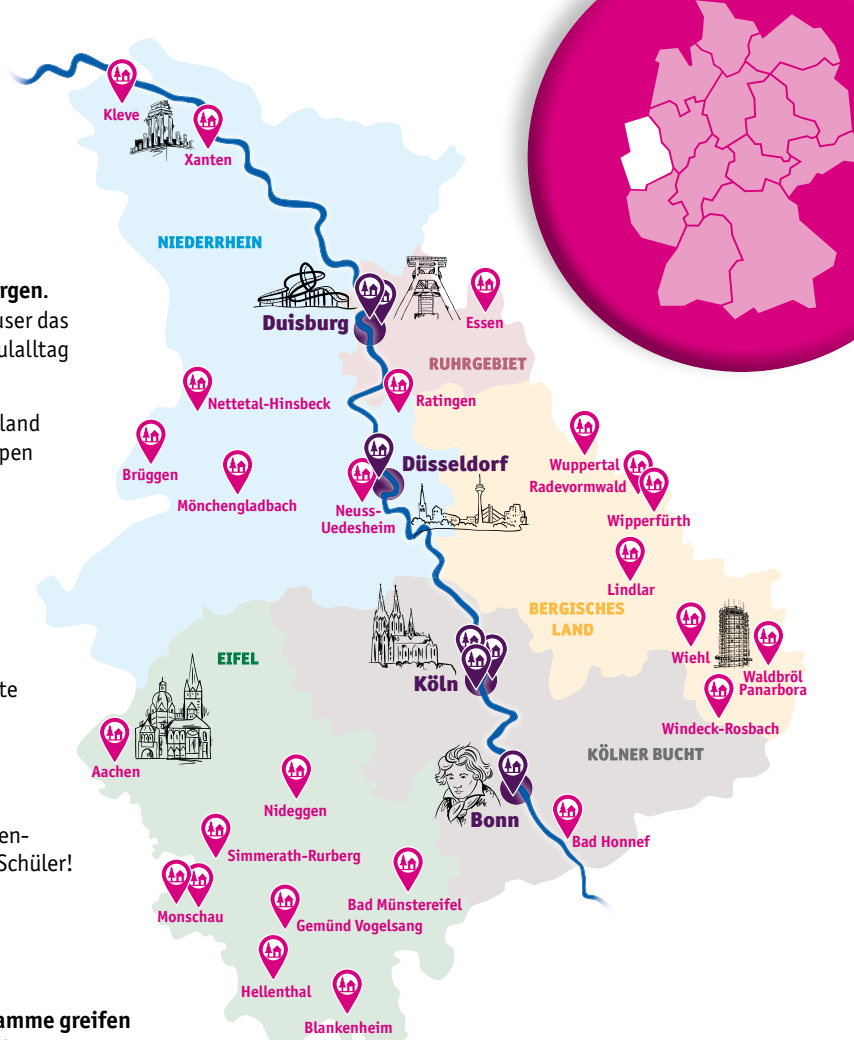 Kleve
Xanten
NIEDERRHEIN
rgen.
user das
ulalltag
Duisburg
Essen
RUHRGEBIET
Nettetal-Hinsbeck
Ratingen
land
pen
Brüggen
Mönchengladbach
Düsseldorf
Neuss-
Uedesheim
Wuppertal
Radevormwald
Wipperfürth
Lindlar
BERGISCHES
LAND
EIFEL
Wiehl
Waldbröl
Panarbora
Köln
te
Windeck-Rosbach
KÖLNER BUCHT
Aachen
Nideggen
Bonn
Bad Honnef
en-
Schüler!
Simmerath-Rurberg
Bad Münstereifel
Monschau
Gemünd Vogelsang
Hellenthal
Blankenheim
amme greifen